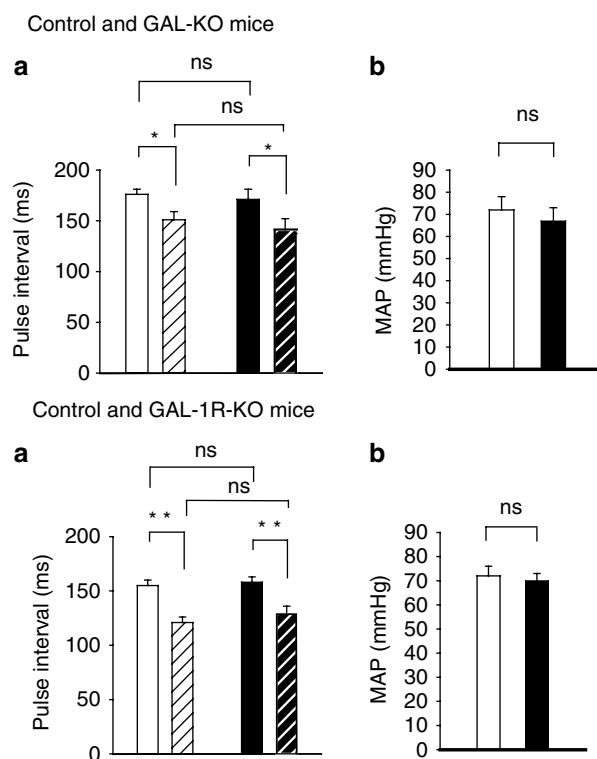 Control and GAL-KO mice
a
b
ns
ns
ns
*
*
200
150
100
50
0
Pulse interval (ms)
90
80
70
60
50
40
30
20
10
0
MAP (mmHg)
Control and GAL-1R-KO mice
a
b
ns
ns
ns
* *
* *
200
150
100
50
0
Pulse interval (ms)
90
80
70
60
50
40
30
20
10
0
MAP (mmHg)